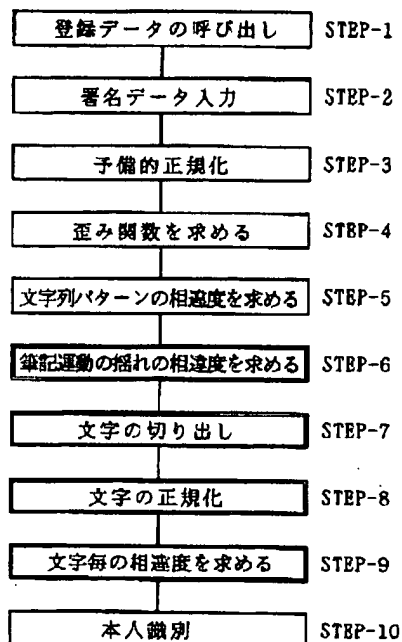 登録データの呼び出し STEP-1
署名データ入力 STEP-2
予備的正規化 STEP-3
歪み関数を求める STEP-4
文字列パターンの相違度を求める STEP-5
筆記運動の揺れの相違度を求める STEP-6
文字の切り出し STEP-7
文字の正規化 STEP-8
文字毎の相違度を求める STEP-9
本人識別 STEP-10